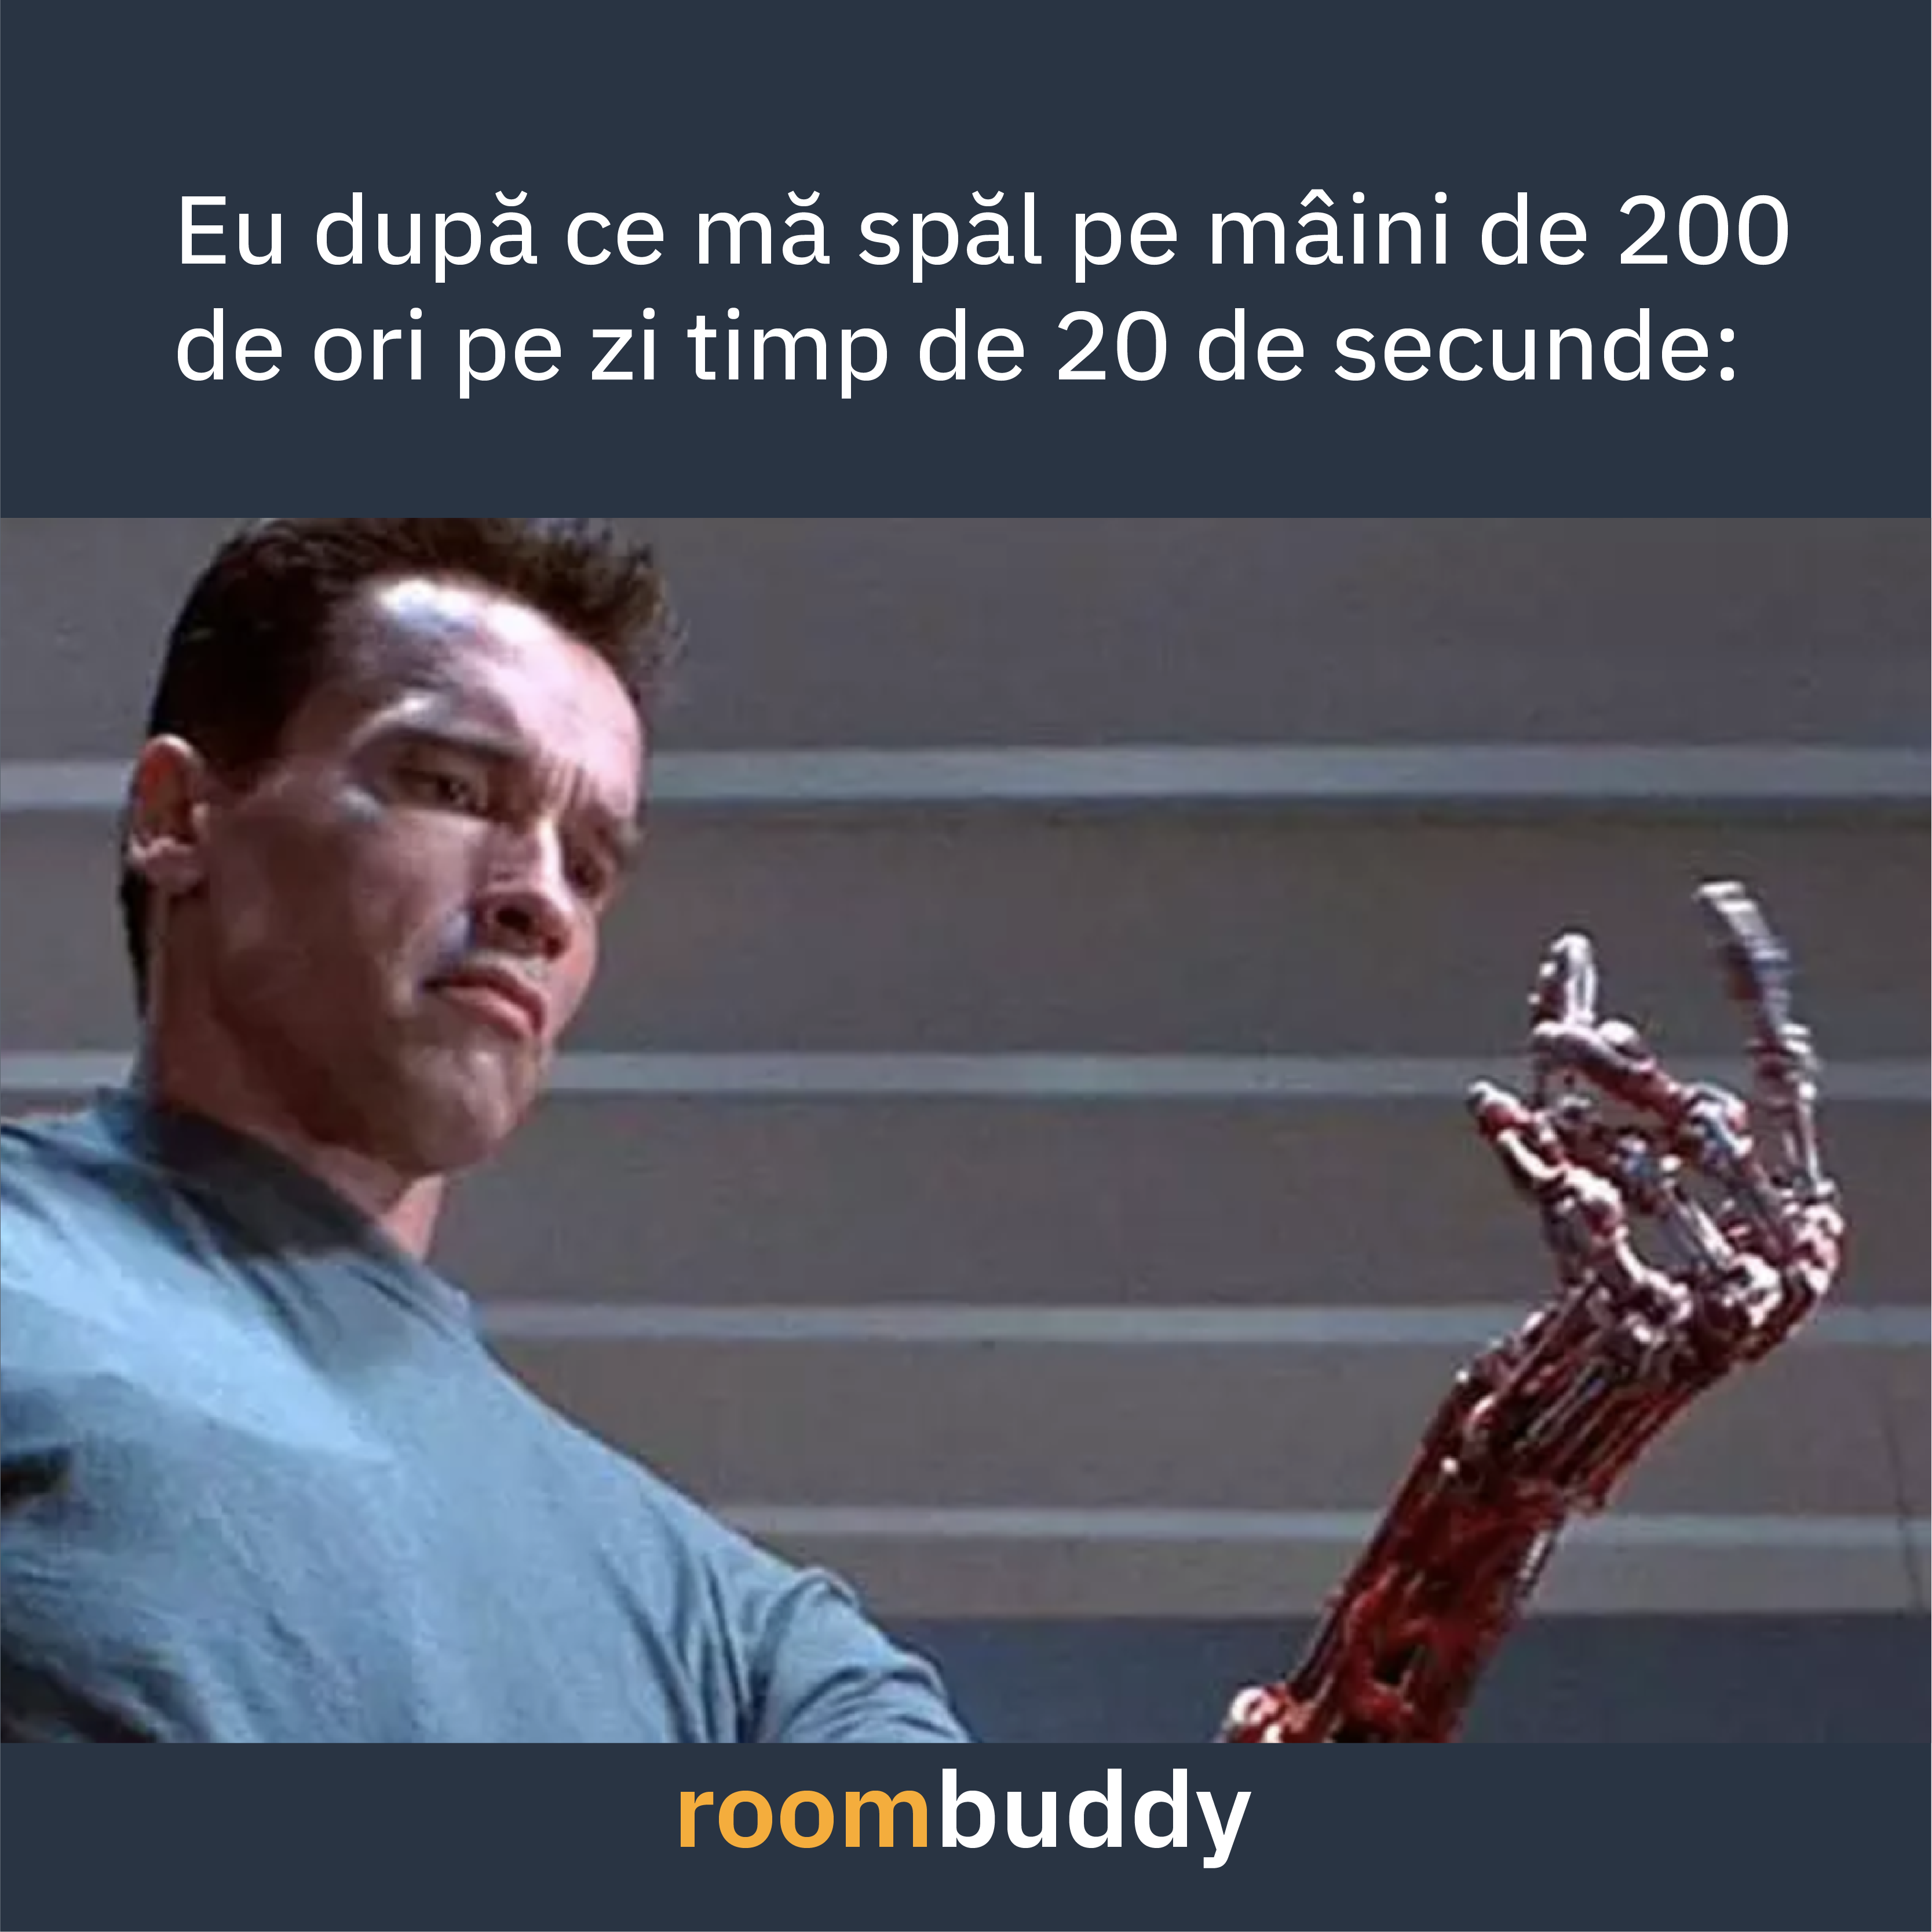 Eu după ce mă spăl pe mâini de 200
de ori pe zi timp de 20 de secunde:
roombuddy